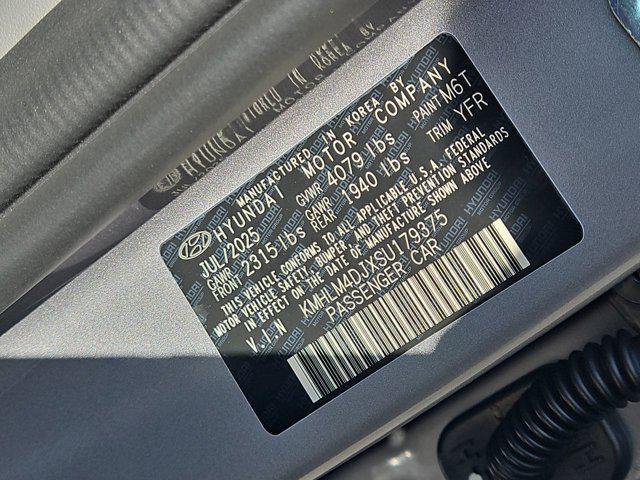 MANUFACTURED IN KOREA BY
HYUNDAI MOTOR COMPANY
JUL/2025 GVWR 4079 lbs PAINT M6T
GAWR FRONT 2315 lbs GAWR REAR 1940 lbs TRIM YFR
THIS VEHICLE CONFORMS TO ALL APPLICABLE U.S.A. FEDERAL
MOTOR VEHICLE SAFETY, BUMPER, AND THEFT PREVENTION STANDARDS
IN EFFECT ON THE DATE OF MANUFACTURE SHOWN ABOVE
V I N KMHLM4DJXSU179375
PASSENGER CAR